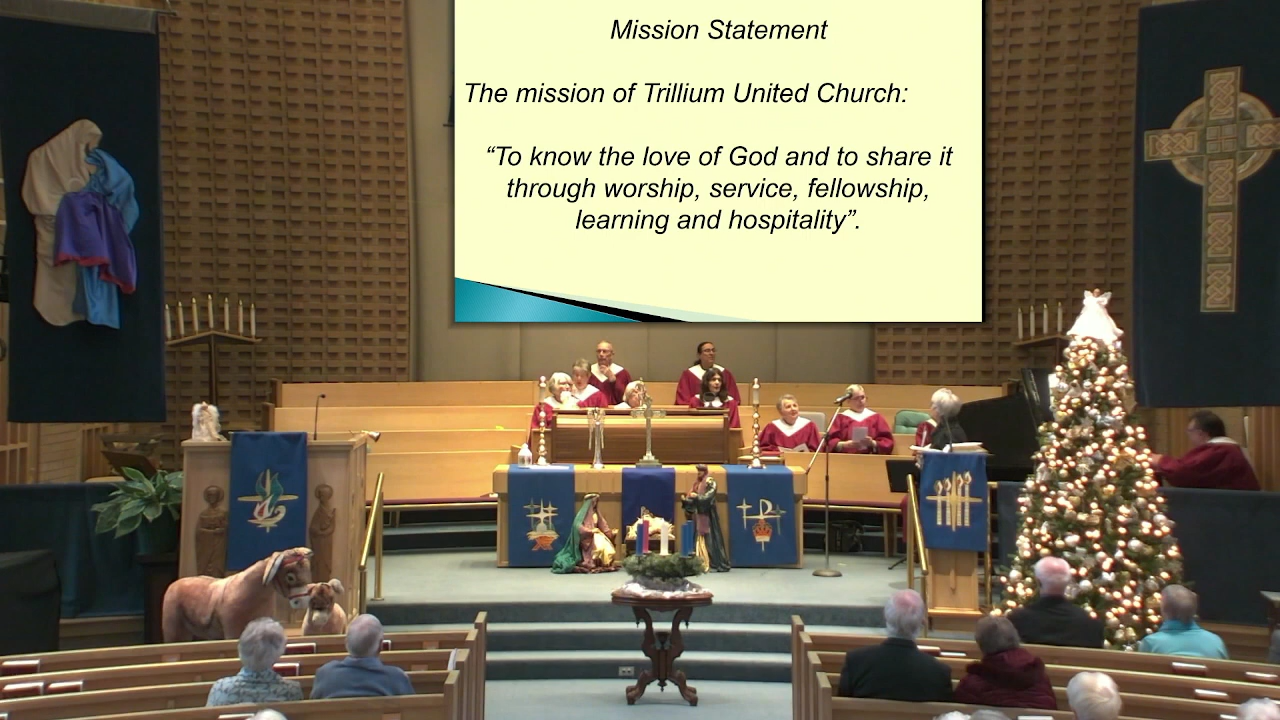 Mission Statement
The mission of Trillium United Church:
“To know the love of God and to share it
through worship, service, fellowship,
learning and hospitality”.